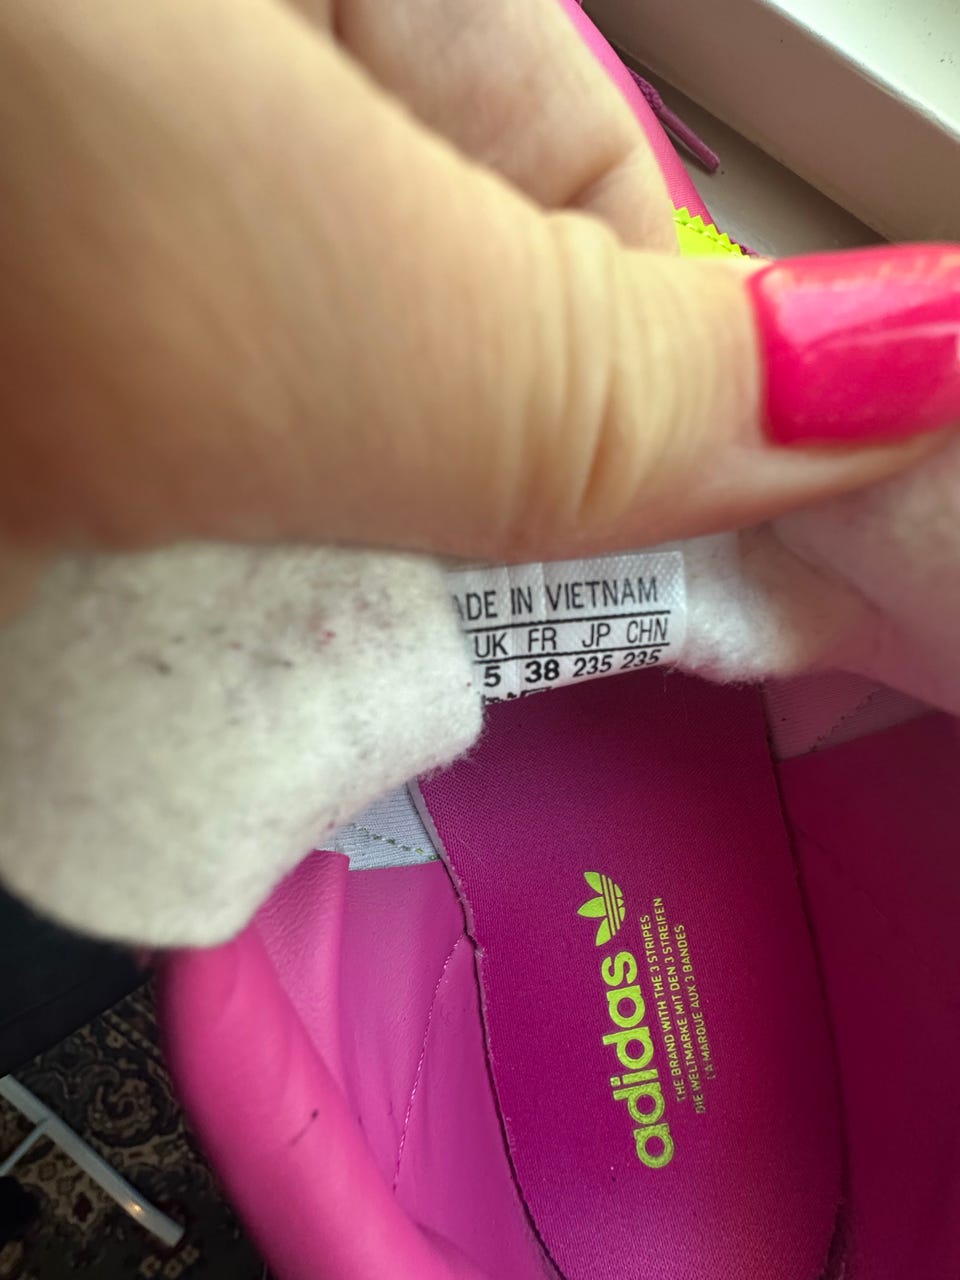 ADE IN VIETNAM
UK FR JP CHN
5 38 235 235
adidas
THE BRAND WITH THE 3 STRIPES
DIE WELTMARKE MIT DEN 3 STREIFEN
LA MARQUE AUX 3 BANDES